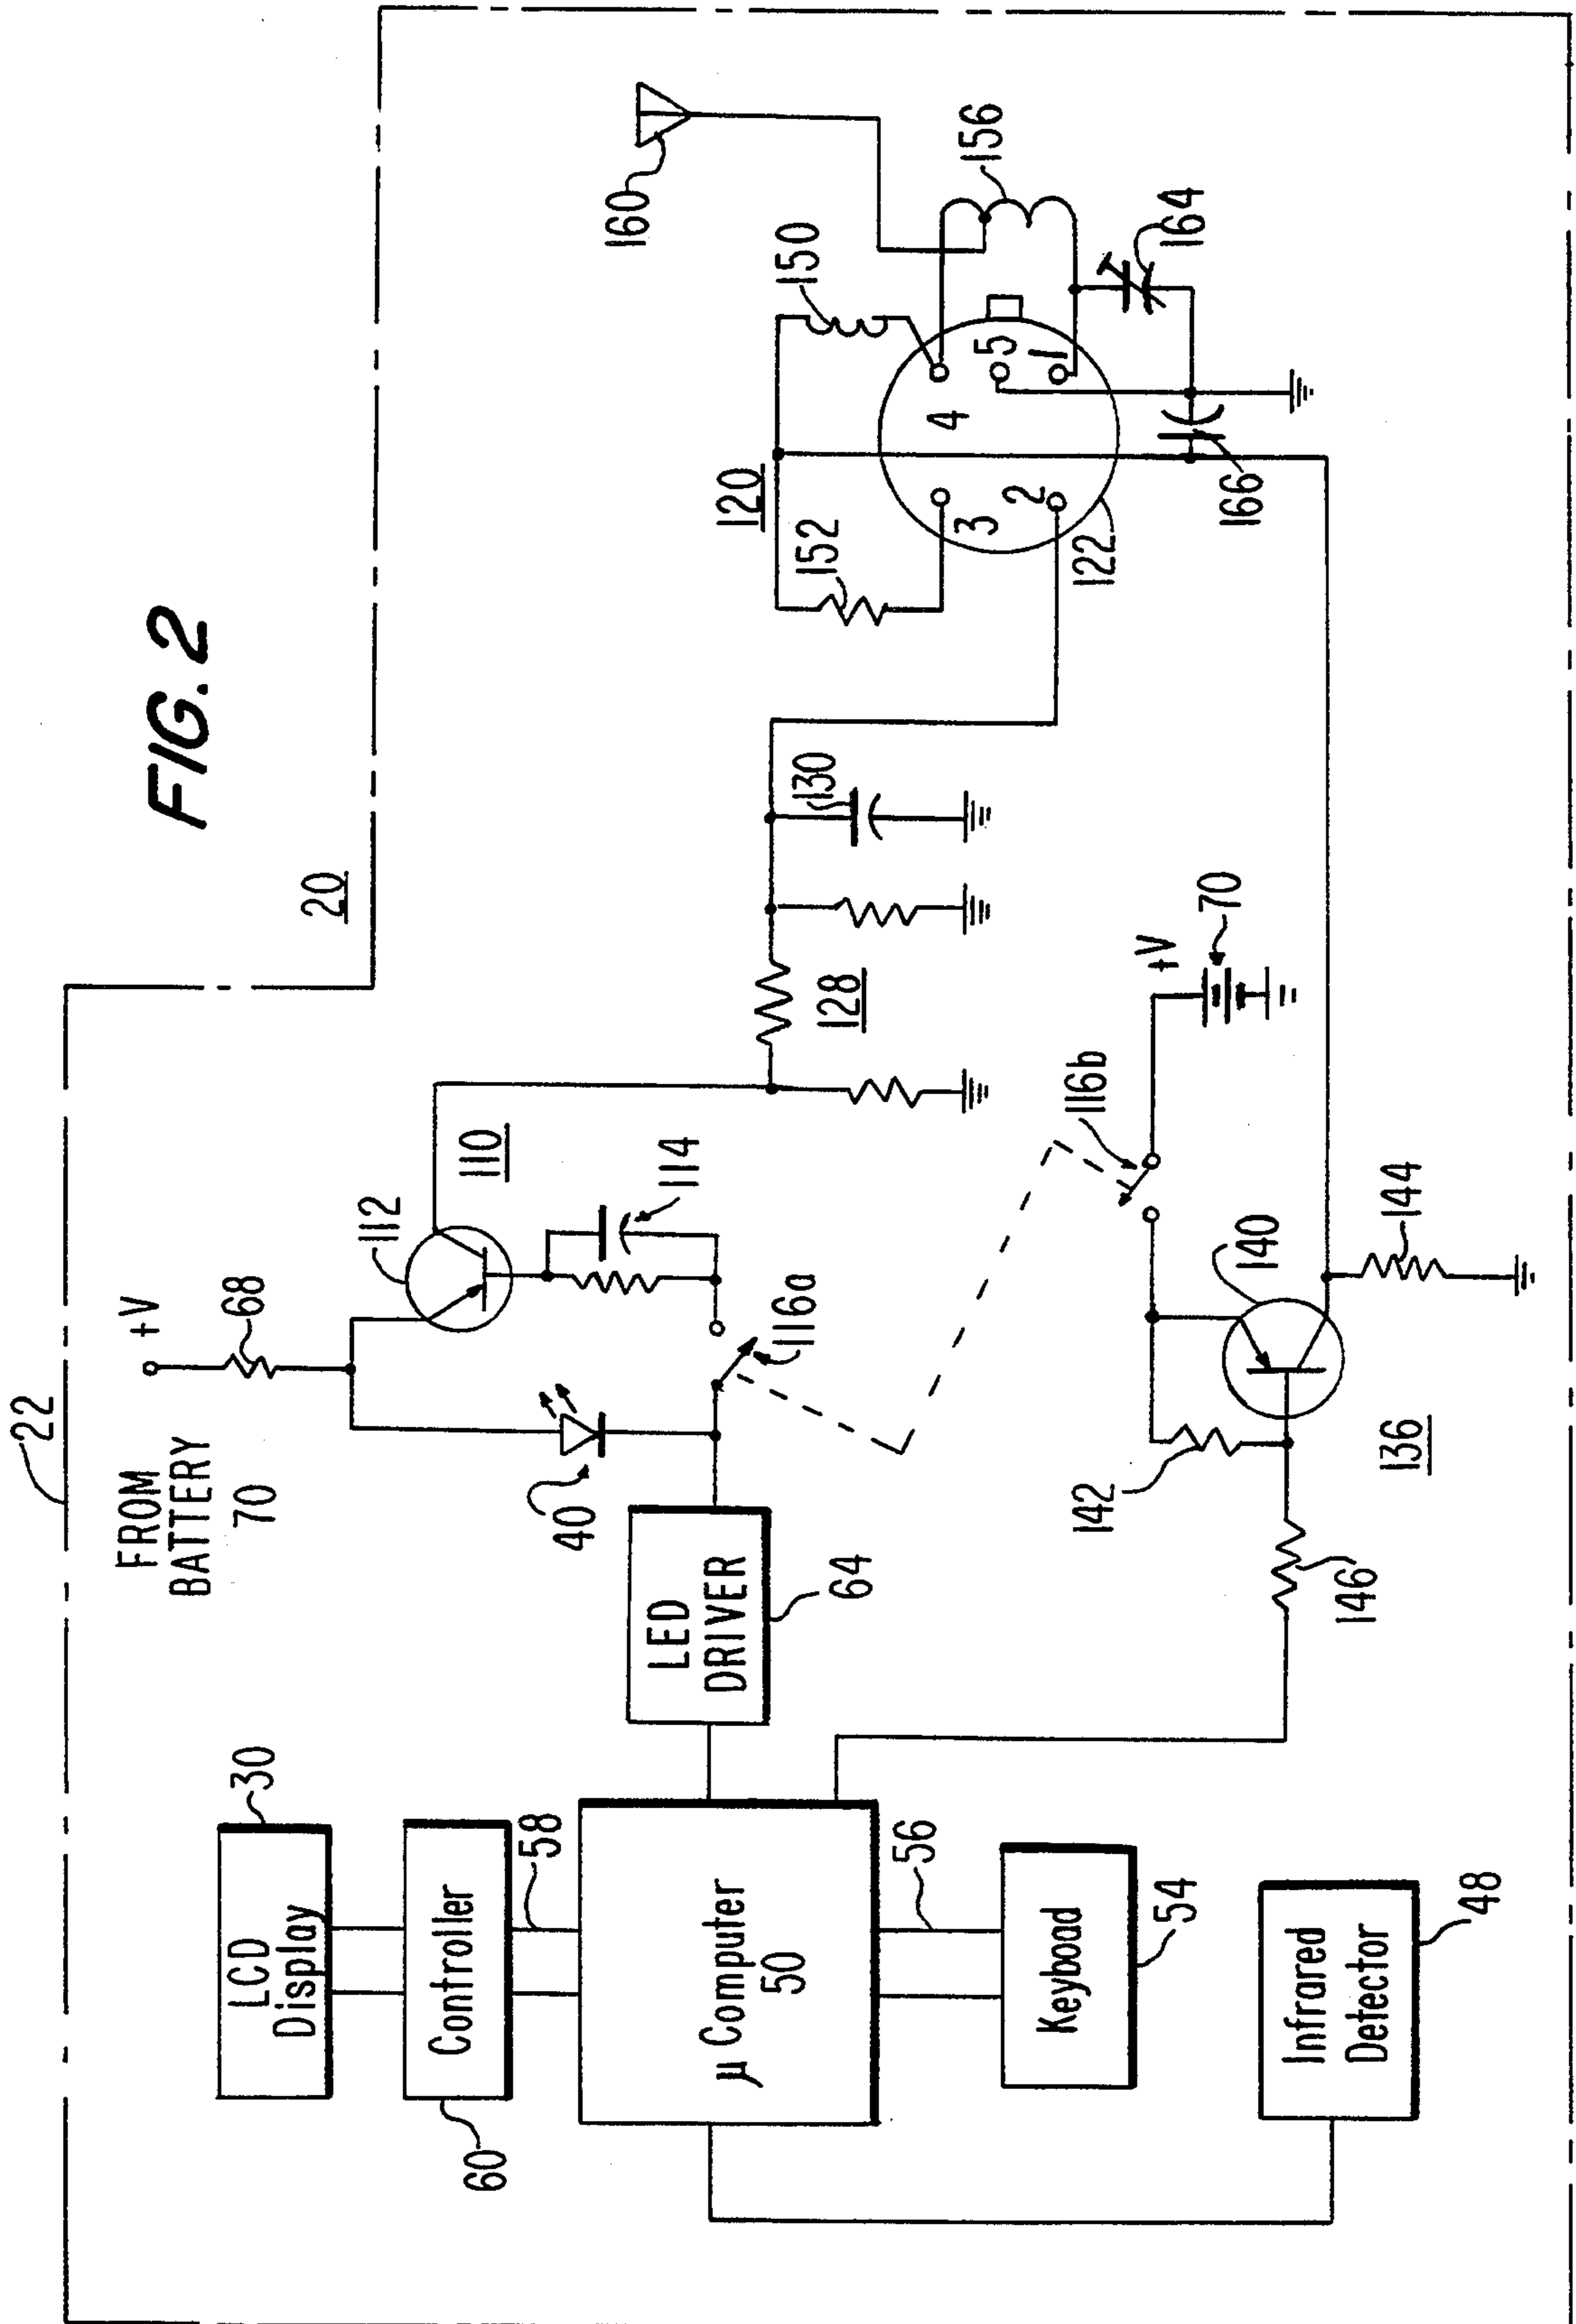 FIG. 2
20
22
FROM
BATTERY
70
+V
68
112
110
114
116a
40
LED
DRIVER
64
LCD
Display
30
Controller
60
58
μ Computer
50
56
Keyboad
54
Infrared
Detector
48
128
130
116b
+V
70
136
140
142
144
146
120
122
150
152
156
160
164
166
1
2
3
4
5